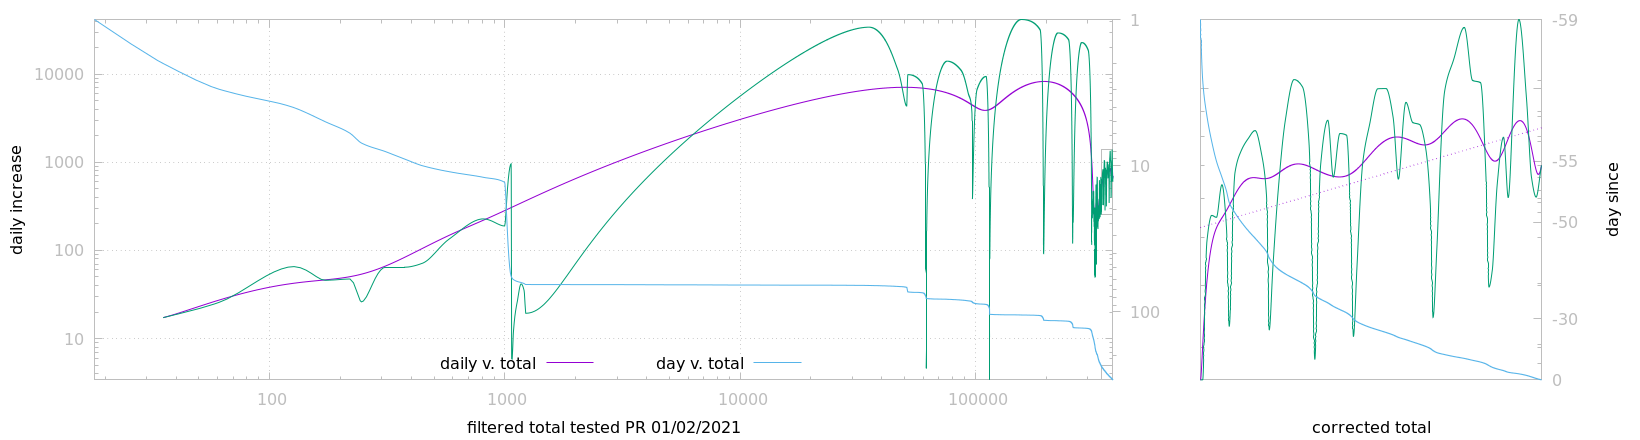 10000
1000
100
10
daily increase
1
10
100
daily v. total
day v. total
100
1000
10000
100000
filtered total tested PR 01/02/2021
-59
-55
-50
-30
0
day since
corrected total